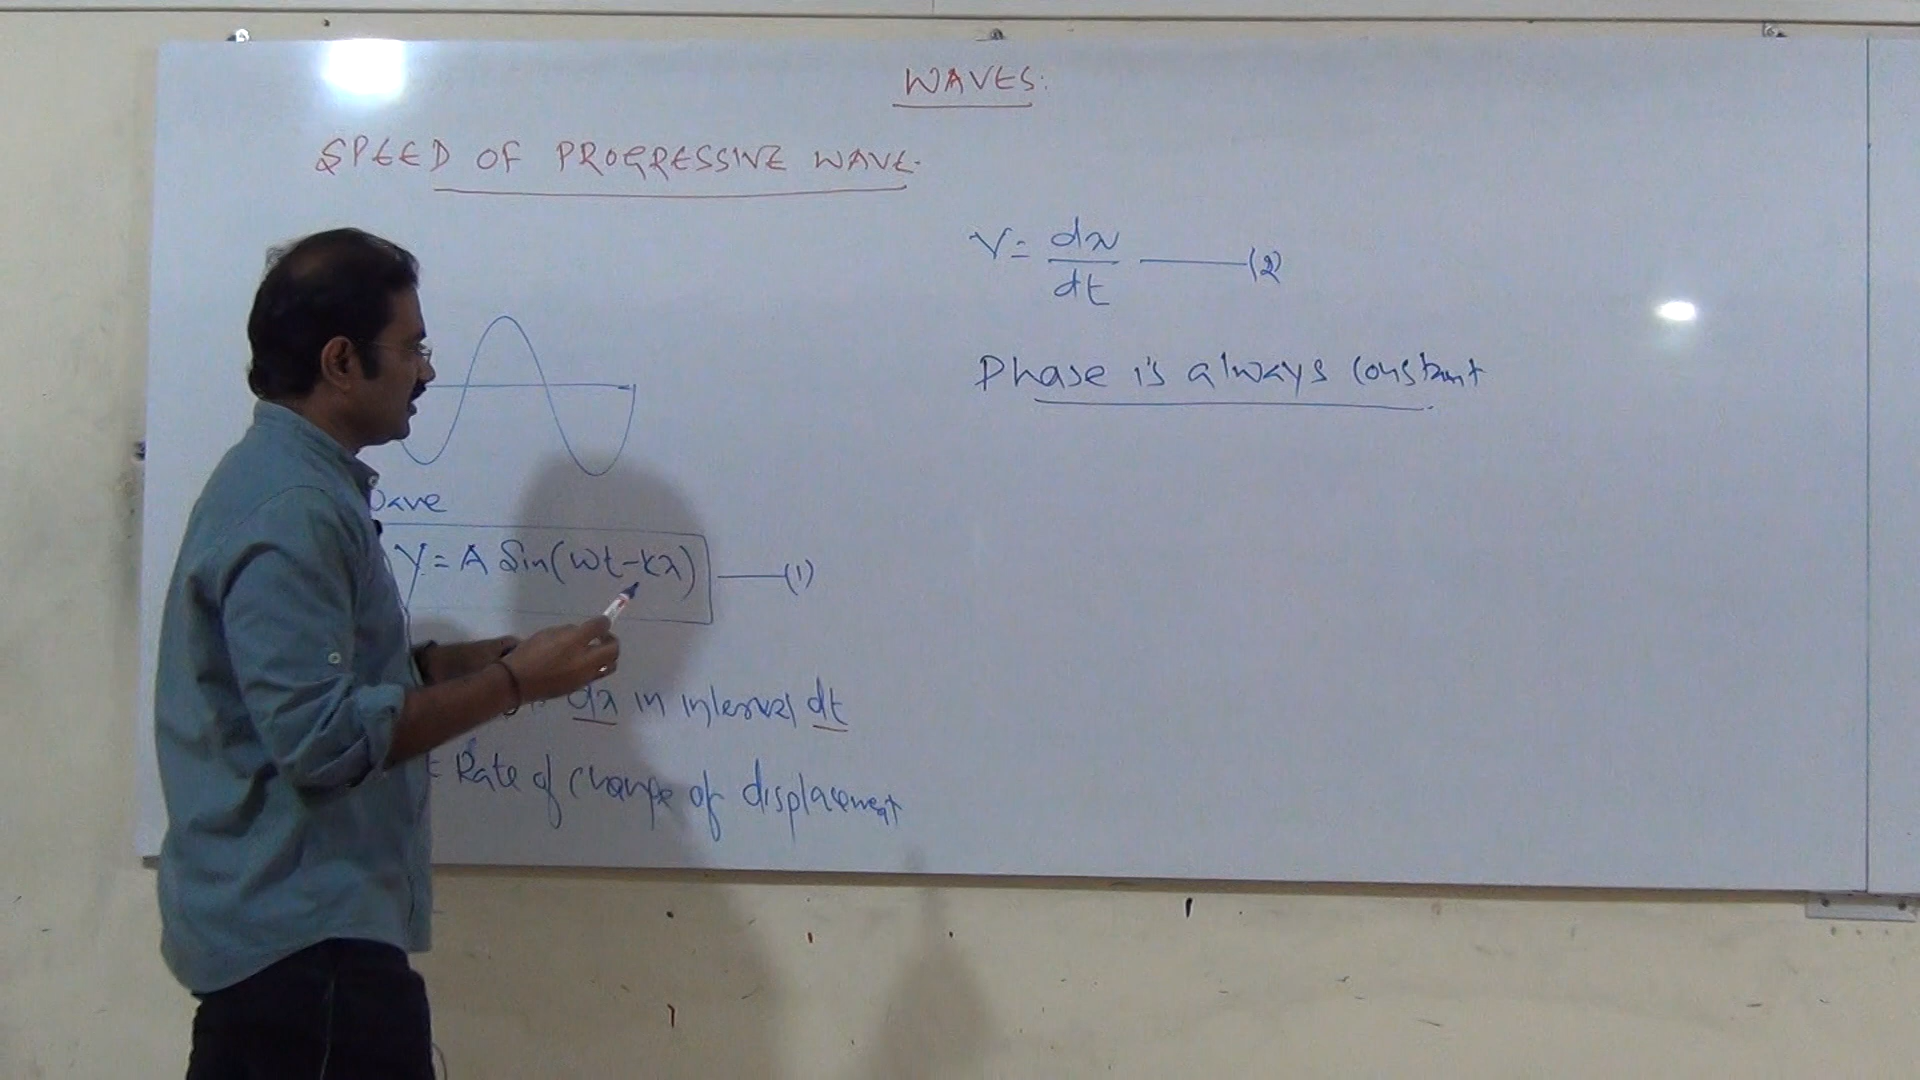 WAVES:
SPEED OF PROGRESSIVE WAVE.
Wave
Y = A Sin(ωt-kx) (1)
dx in interval dt
Rate of change of displacement
V = dx/dt (2)
Phase is always constant